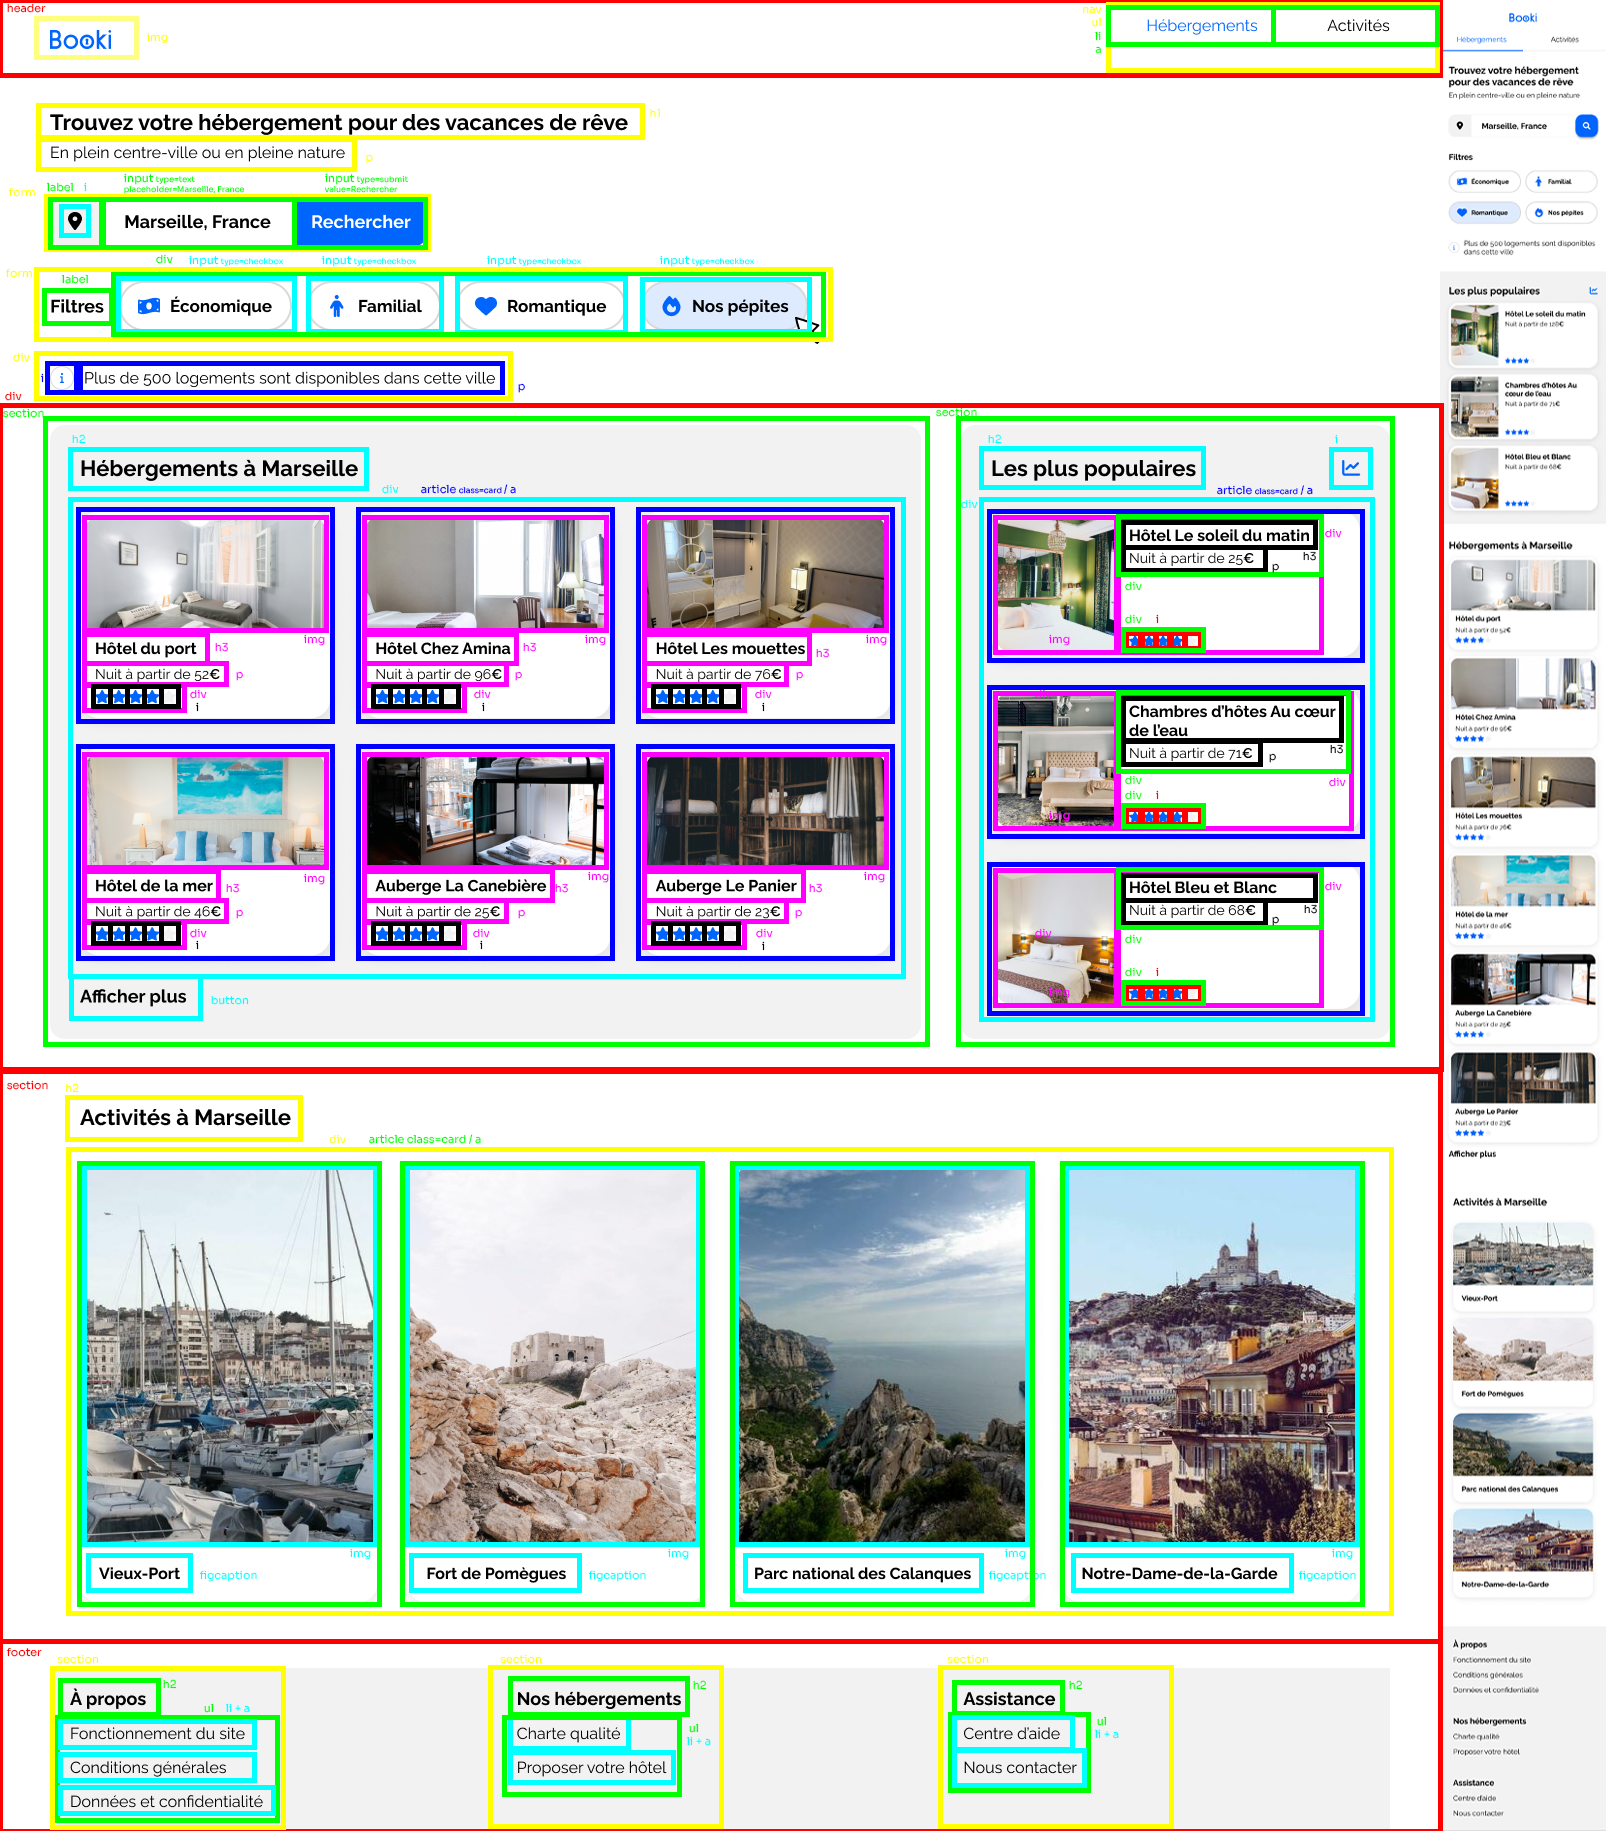 header
Booki
img
nav
ul
li
a
Hébergements
Activités
Trouvez votre hébergement pour des vacances de rêve
h1
En plein centre-ville ou en pleine nature
p
form
label
i
input type=text
placeholder=Marseille, France
input type=submit
value=Rechercher
Marseille, France
Rechercher
form
div
input type=checkbox
input type=checkbox
input type=checkbox
input type=checkbox
label
Filtres
Économique
Familial
Romantique
Nos pépites
div
i
Plus de 500 logements sont disponibles dans cette ville
p
div
section
h2
Hébergements à Marseille
div
article class=card / a
Hôtel du port
h3
img
Nuit à partir de 52€
p
div
i
Hôtel Chez Amina
h3
img
Nuit à partir de 96€
p
div
i
Hôtel Les mouettes
h3
img
Nuit à partir de 76€
p
div
i
Hôtel de la mer
h3
img
Nuit à partir de 46€
p
div
i
Auberge La Canebière
h3
img
Nuit à partir de 25€
p
div
i
Auberge Le Panier
h3
img
Nuit à partir de 23€
p
div
i
Afficher plus
button
section
h2
i
Les plus populaires
article class=card / a
div
Hôtel Le soleil du matin
div
Nuit à partir de 25€
p
h3
div
div
i
img
div
Chambres d'hôtes Au cœur
de l'eau
h3
Nuit à partir de 71€
p
div
div
div
i
img
Hôtel Bleu et Blanc
div
Nuit à partir de 68€
h3
p
div
div
div
i
img
section
h2
Activités à Marseille
div
article class=card / a
img
Vieux-Port
figcaption
img
Fort de Pomègues
figcaption
img
Parc national des Calanques
figcaption
img
Notre-Dame-de-la-Garde
figcaption
footer
section
À propos
h2
ul
li + a
Fonctionnement du site
Conditions générales
Données et confidentialité
section
Nos hébergements
h2
ul
li + a
Charte qualité
Proposer votre hôtel
section
Assistance
h2
ul
li + a
Centre d'aide
Nous contacter
Booki
Hébergements
Activités
Trouvez votre hébergement
pour des vacances de rêve
En plein centre-ville ou en pleine nature
Marseille, France
Filtres
Économique
Familial
Romantique
Nos pépites
Plus de 500 logements sont disponibles
dans cette ville
Les plus populaires
Hôtel Le soleil du matin
Nuit à partir de 128€
Chambres d'hôtes Au
cœur de l'eau
Nuit à partir de 71€
Hôtel Bleu et Blanc
Nuit à partir de 68€
Hébergements à Marseille
Hôtel du port
Nuit à partir de 52€
Hôtel Chez Amina
Nuit à partir de 96€
Hôtel Les mouettes
Nuit à partir de 76€
Hôtel de la mer
Nuit à partir de 46€
Auberge La Canebière
Nuit à partir de 25€
Auberge Le Panier
Nuit à partir de 23€
Afficher plus
Activités à Marseille
Vieux-Port
Fort de Pomègues
Parc national des Calanques
Notre-Dame-de-la-Garde
À propos
Fonctionnement du site
Conditions générales
Données et confidentialité
Nos hébergements
Charte qualité
Proposer votre hôtel
Assistance
Centre d'aide
Nous contacter